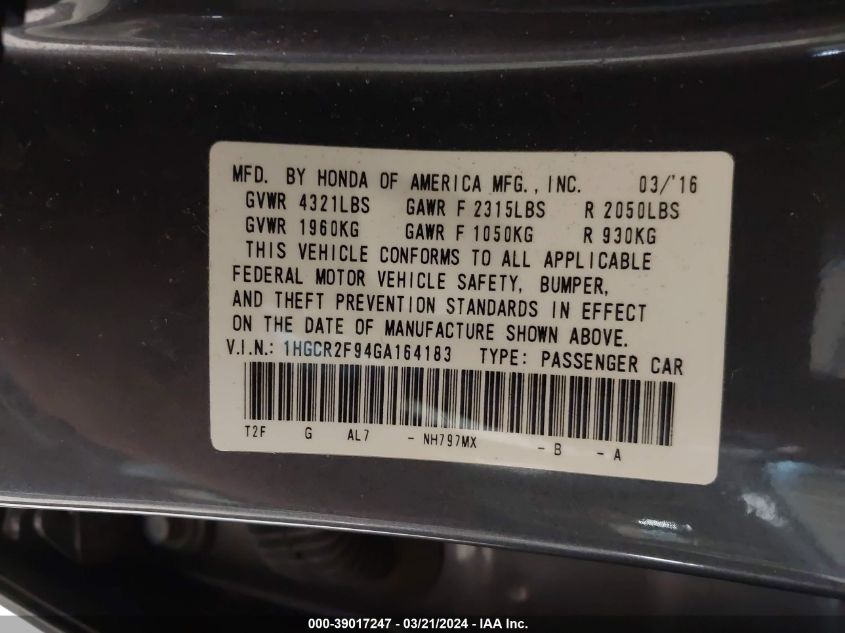 MFD. BY HONDA OF AMERICA MFG., INC. 03/'16
GVWR 4321LBS GAWR F 2315LBS R 2050LBS
GVWR 1960KG GAWR F 1050KG R 930KG
THIS VEHICLE CONFORMS TO ALL APPLICABLE
FEDERAL MOTOR VEHICLE SAFETY, BUMPER,
AND THEFT PREVENTION STANDARDS IN EFFECT
ON THE DATE OF MANUFACTURE SHOWN ABOVE.
V.I.N.: 1HGCR2F94GA164183 TYPE: PASSENGER CAR
T2F G AL7 - NH797MX - B - A
000-39017247 - 03/21/2024 - IAA Inc.